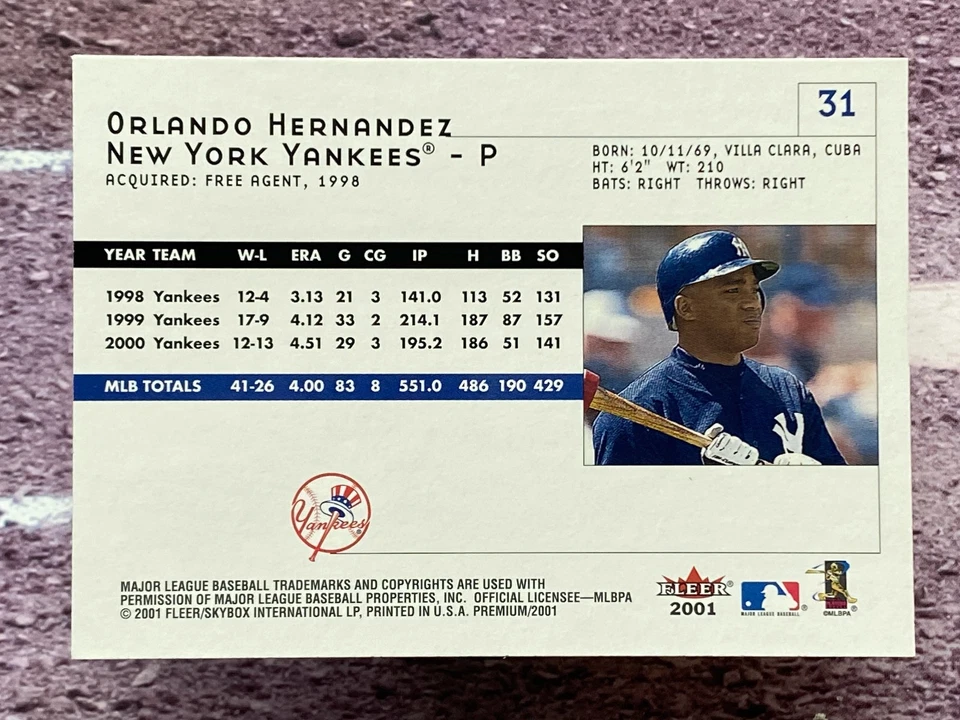 31
ORLANDO HERNANDEZ
NEW YORK YANKEES® - P
ACQUIRED: FREE AGENT, 1998
BORN: 10/11/69, VILLA CLARA, CUBA
HT: 6'2" WT: 210
BATS: RIGHT THROWS: RIGHT
YEAR TEAM W-L ERA G CG IP H BB SO
1998 Yankees 12-4 3.13 21 3 141.0 113 52 131
1999 Yankees 17-9 4.12 33 2 214.1 187 87 157
2000 Yankees 12-13 4.51 29 3 195.2 186 51 141
MLB TOTALS 41-26 4.00 83 8 551.0 486 190 429
NY
NY
Yankees®
MAJOR LEAGUE BASEBALL TRADEMARKS AND COPYRIGHTS ARE USED WITH
PERMISSION OF MAJOR LEAGUE BASEBALL PROPERTIES, INC. OFFICIAL LICENSEE—MLBPA
© 2001 FLEER/SKYBOX INTERNATIONAL LP, PRINTED IN U.S.A. PREMIUM/2001
FLEER®
2001
MAJOR LEAGUE BASEBALL®
©MLBPA